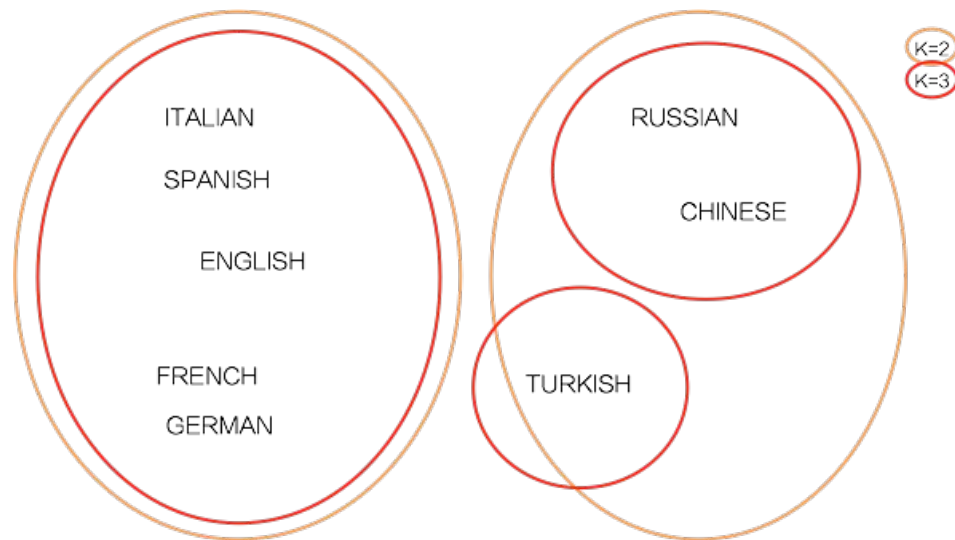 ITALIAN
SPANISH
ENGLISH
FRENCH
GERMAN
RUSSIAN
CHINESE
TURKISH
K=2
K=3